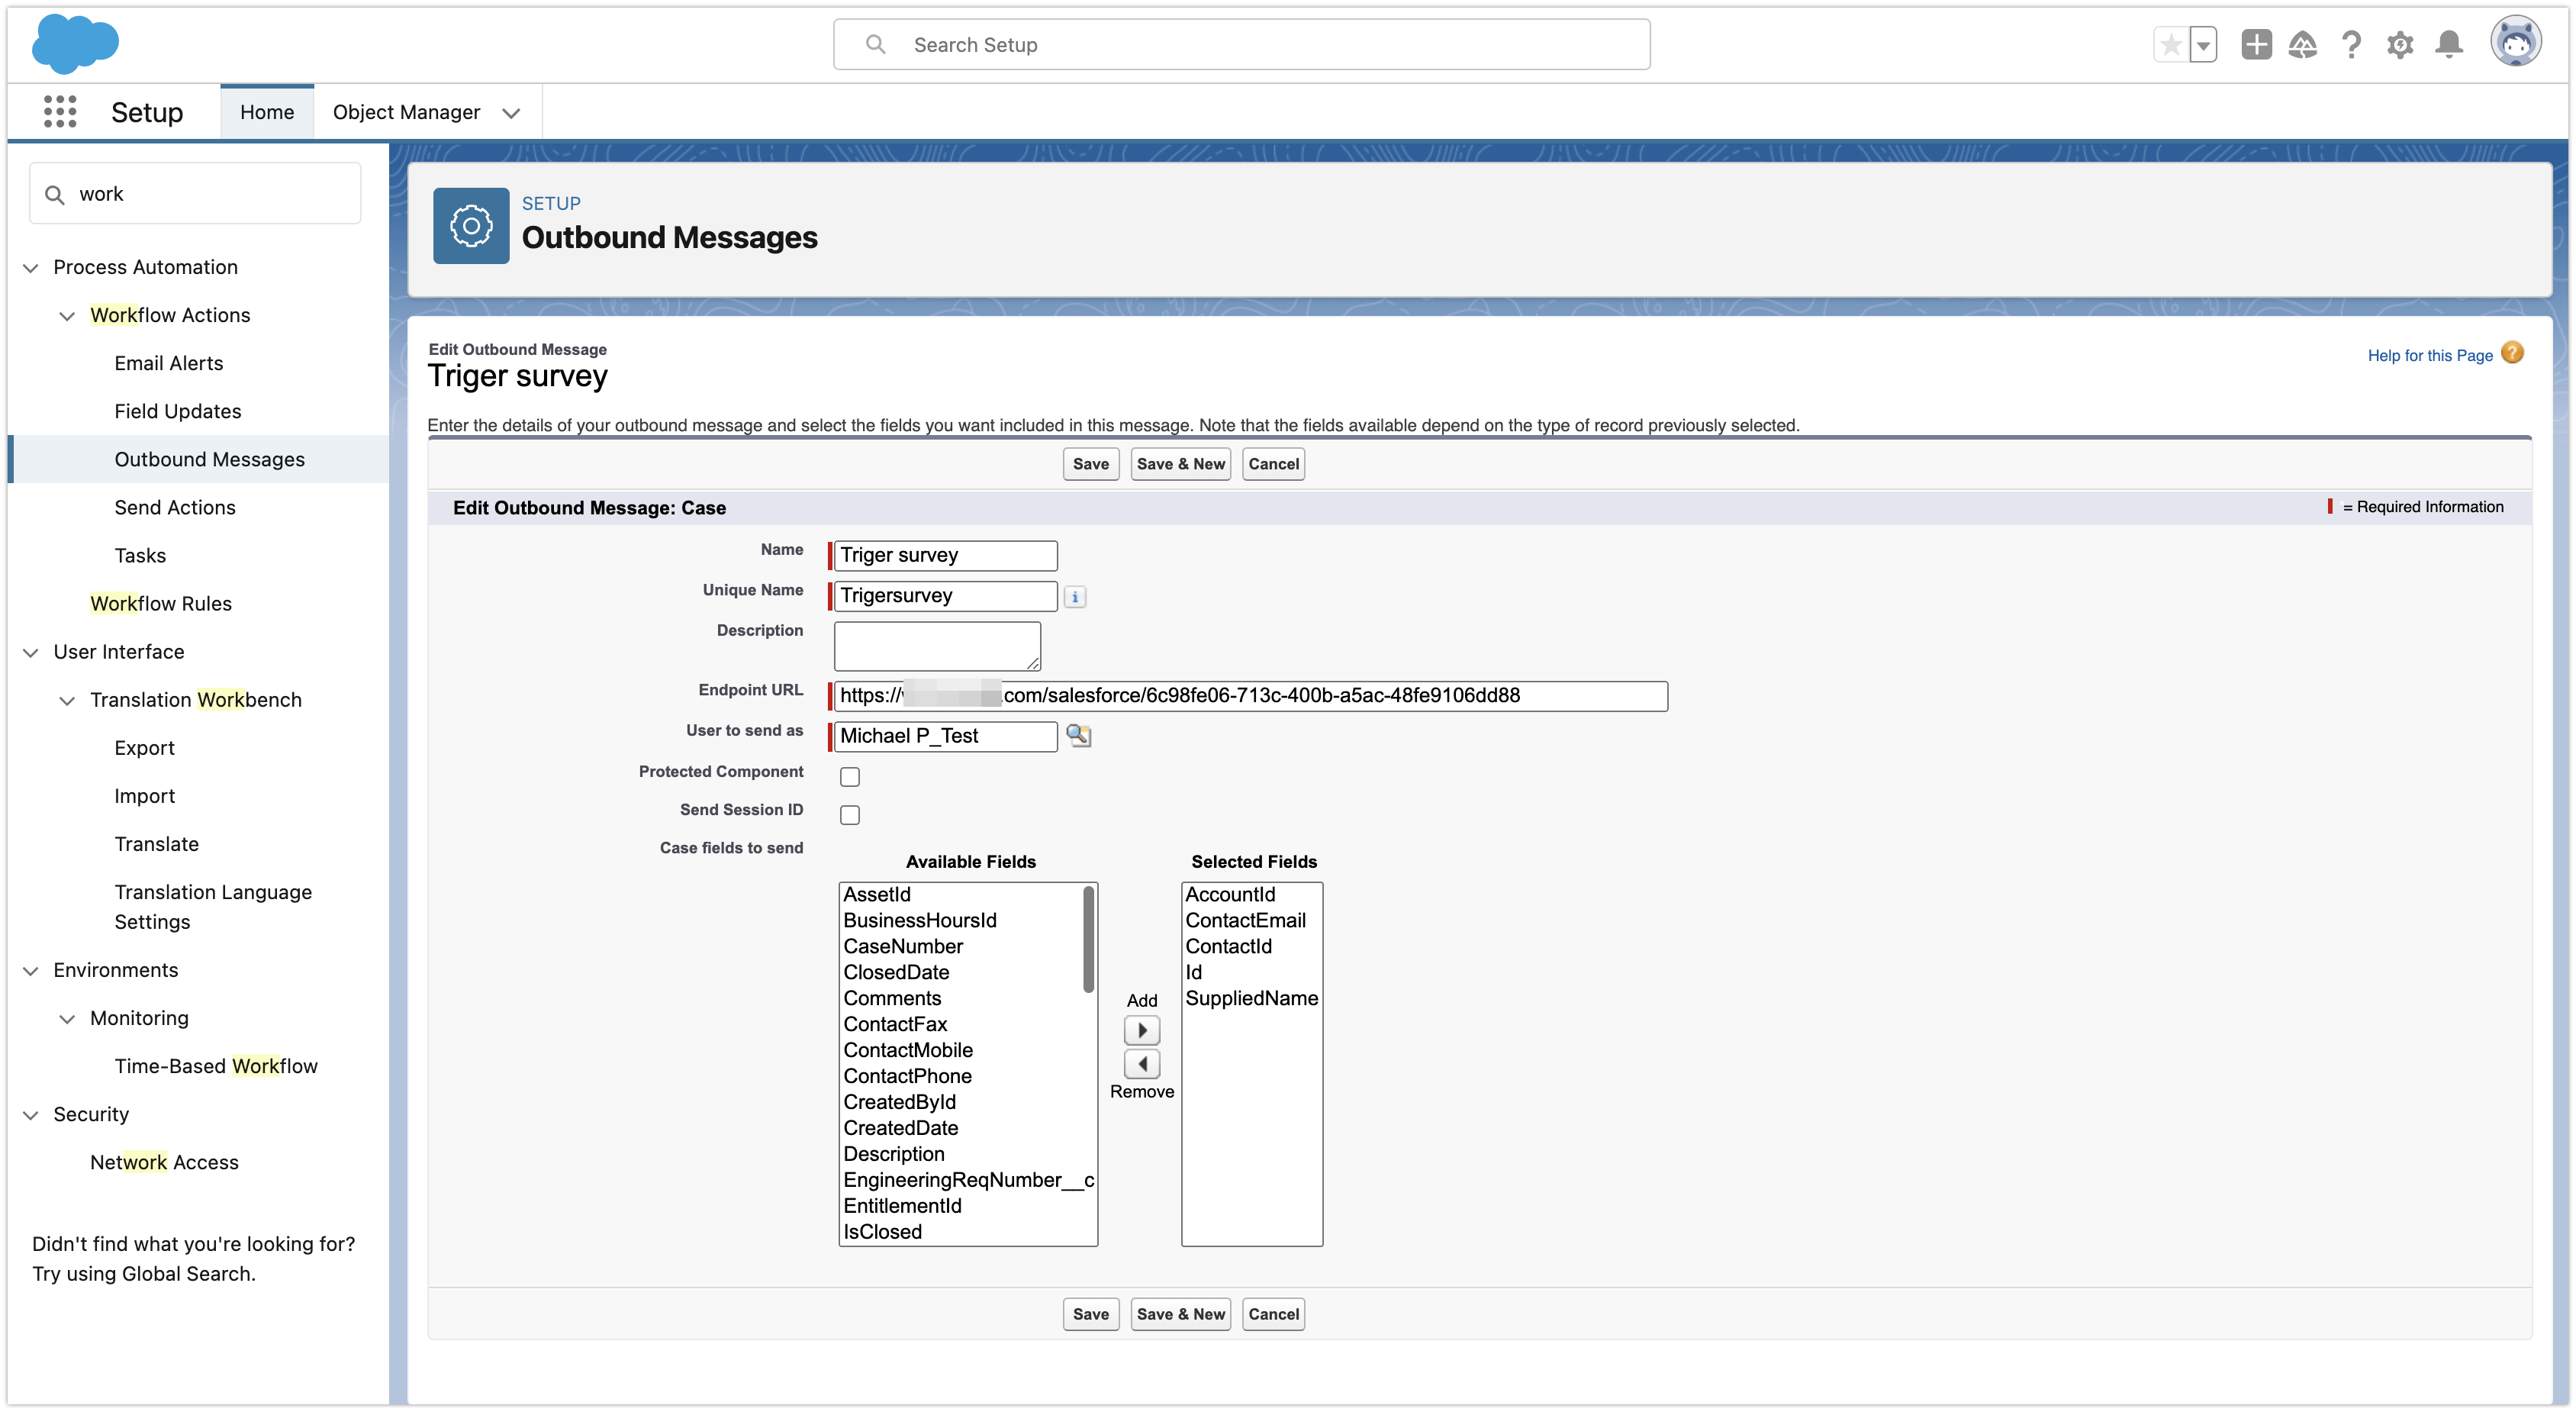 Search Setup
Setup
Home
Object Manager
work
Process Automation
Workflow Actions
Email Alerts
Field Updates
Outbound Messages
Send Actions
Tasks
Workflow Rules
User Interface
Translation Workbench
Export
Import
Translate
Translation Language
Settings
Environments
Monitoring
Time-Based Workflow
Security
Network Access
Didn't find what you're looking for?
Try using Global Search.
SETUP
Outbound Messages
Edit Outbound Message
Triger survey
Help for this Page
Enter the details of your outbound message and select the fields you want included in this message. Note that the fields available depend on the type of record previously selected.
Save Save & New Cancel
Edit Outbound Message: Case
= Required Information
Name Triger survey
Unique Name Trigersurvey
Description
Endpoint URL https:// .com/salesforce/6c98fe06-713c-400b-a5ac-48fe9106dd88
User to send as Michael P_Test
Protected Component
Send Session ID
Case fields to send
Available Fields
AssetId
BusinessHoursId
CaseNumber
ClosedDate
Comments
ContactFax
ContactMobile
ContactPhone
CreatedById
CreatedDate
Description
EngineeringReqNumber__c
EntitlementId
IsClosed
Add
Remove
Selected Fields
AccountId
ContactEmail
ContactId
Id
SuppliedName
Save Save & New Cancel